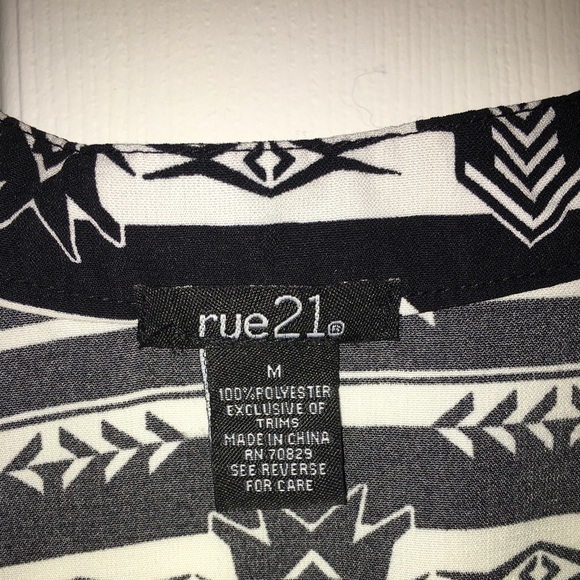 rue21®
M
100%POLYESTER
EXCLUSIVE OF
TRIMS
MADE IN CHINA
RN 70829
SEE REVERSE
FOR CARE